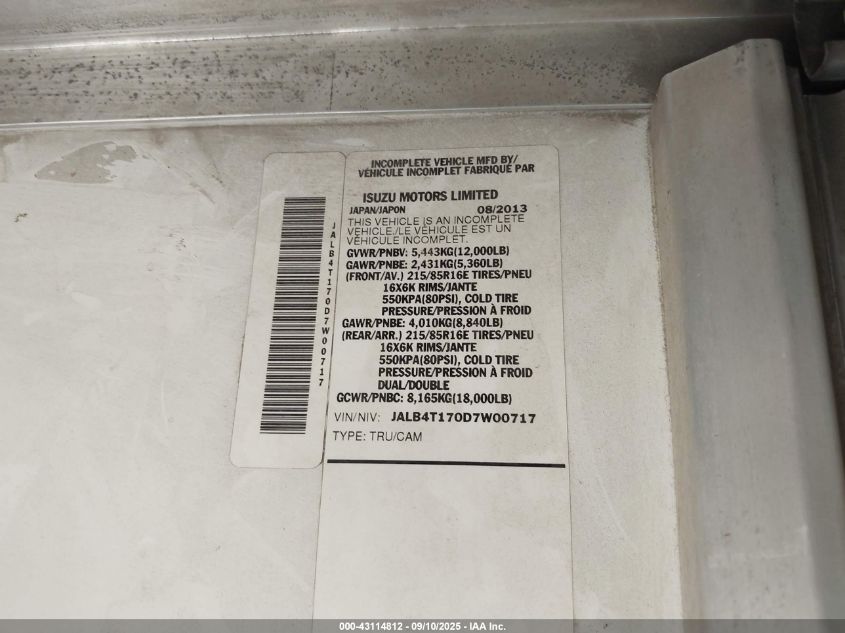 INCOMPLETE VEHICLE MFD BY/
VÉHICULE INCOMPLET FABRIQUÉ PAR
ISUZU MOTORS LIMITED
JAPAN/JAPON 08/2013
THIS VEHICLE IS AN INCOMPLETE
VEHICLE./LE VÉHICULE EST UN
VÉHICULE INCOMPLET.
GVWR/PNBV: 5,443KG(12,000LB)
GAWR/PNBE: 2,431KG(5,360LB)
(FRONT/AV.) 215/85R16E TIRES/PNEU
16X6K RIMS/JANTE
550KPA(80PSI), COLD TIRE
PRESSURE/PRESSION À FROID
GAWR/PNBE: 4,010KG(8,840LB)
(REAR/ARR.) 215/85R16E TIRES/PNEU
16X6K RIMS/JANTE
550KPA(80PSI), COLD TIRE
PRESSURE/PRESSION À FROID
DUAL/DOUBLE
GCWR/PNBC: 8,165KG(18,000LB)
VIN/NIV: JALB4T170D7W00717
TYPE: TRU/CAM
JALB4T170D7W00717
000-43114812 - 09/10/2025 - IAA Inc.